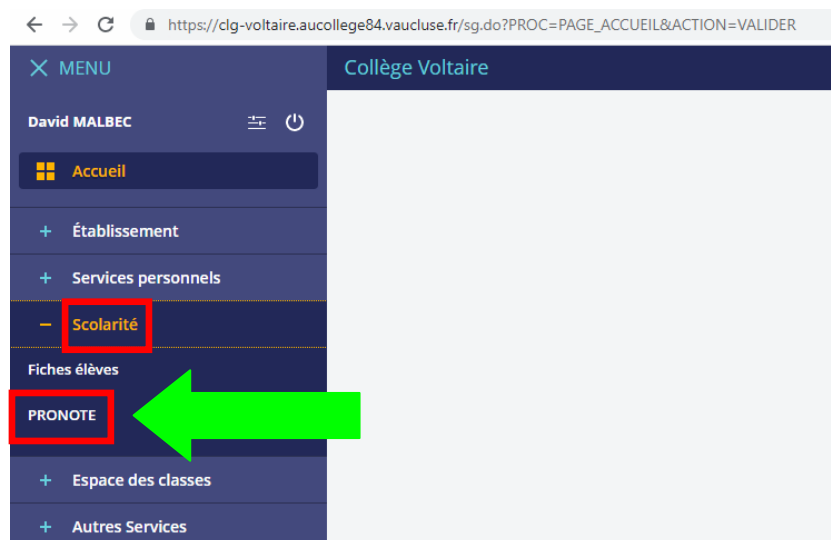 https://clg-voltaire.aucollege84.vaucluse.fr/sg.do?PROC=PAGE_ACCUEIL&ACTION=VALIDER
MENU
Collège Voltaire
David MALBEC
Accueil
+ Établissement
+ Services personnels
− Scolarité
Fiches élèves
PRONOTE
+ Espace des classes
+ Autres Services